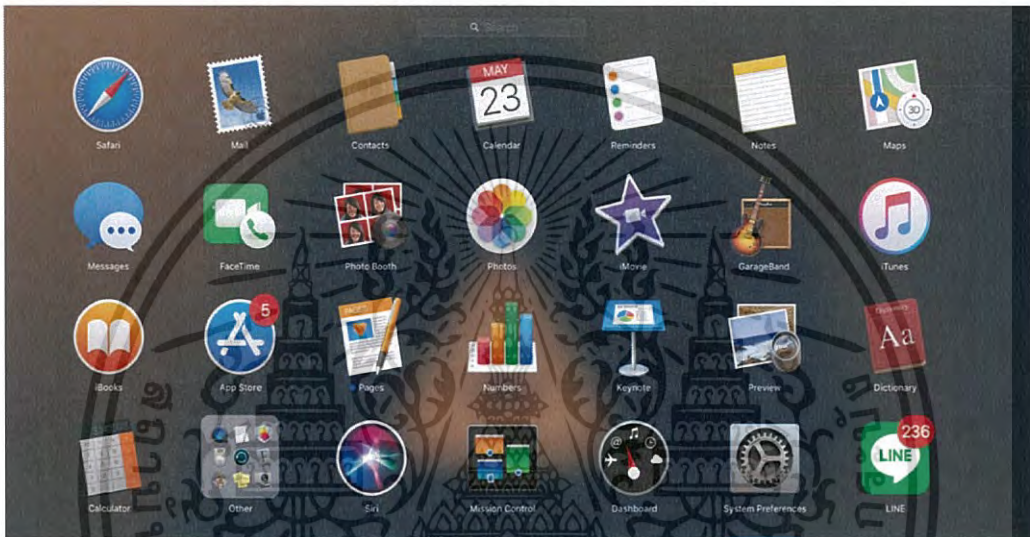 Search
Safari Mail Contacts MAY 23 Calendar Reminders Notes 3D Maps
Messages FaceTime Photo Booth Photos iMovie GarageBand iTunes
iBooks 5 App Store Pages Numbers Keynote Preview Dictionary Aa Dictionary
Calculator Other Siri Mission Control Dashboard System Preferences 236 LINE LINE